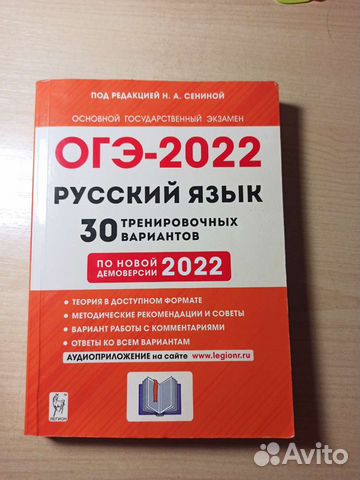 ПОД РЕДАКЦИЕЙ Н. А. СЕНИНОЙ
ОСНОВНОЙ ГОСУДАРСТВЕННЫЙ ЭКЗАМЕН
ОГЭ-2022
РУССКИЙ ЯЗЫК
30 ТРЕНИРОВОЧНЫХ
ВАРИАНТОВ
ПО НОВОЙ
ДЕМОВЕРСИИ 2022
• ТЕОРИЯ В ДОСТУПНОМ ФОРМАТЕ
• МЕТОДИЧЕСКИЕ РЕКОМЕНДАЦИИ И СОВЕТЫ
• ВАРИАНТ РАБОТЫ С КОММЕНТАРИЯМИ
• ОТВЕТЫ КО ВСЕМ ВАРИАНТАМ
АУДИОПРИЛОЖЕНИЕ на сайте www.legionr.ru
ЛЕГИОН
Avito